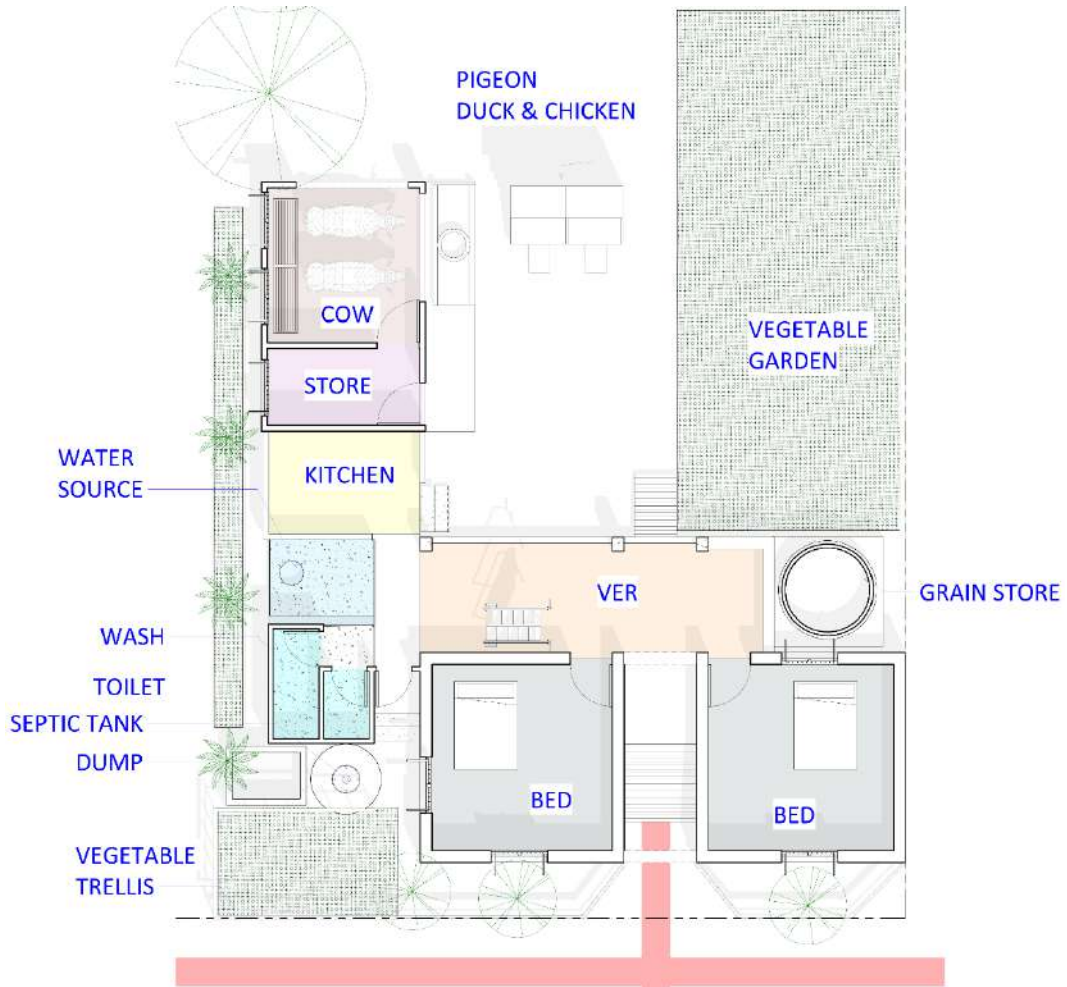 PIGEON
DUCK & CHICKEN
COW
VEGETABLE
GARDEN
STORE
WATER
SOURCE
KITCHEN
VER
GRAIN STORE
WASH
TOILET
SEPTIC TANK
DUMP
BED
BED
VEGETABLE
TRELLIS